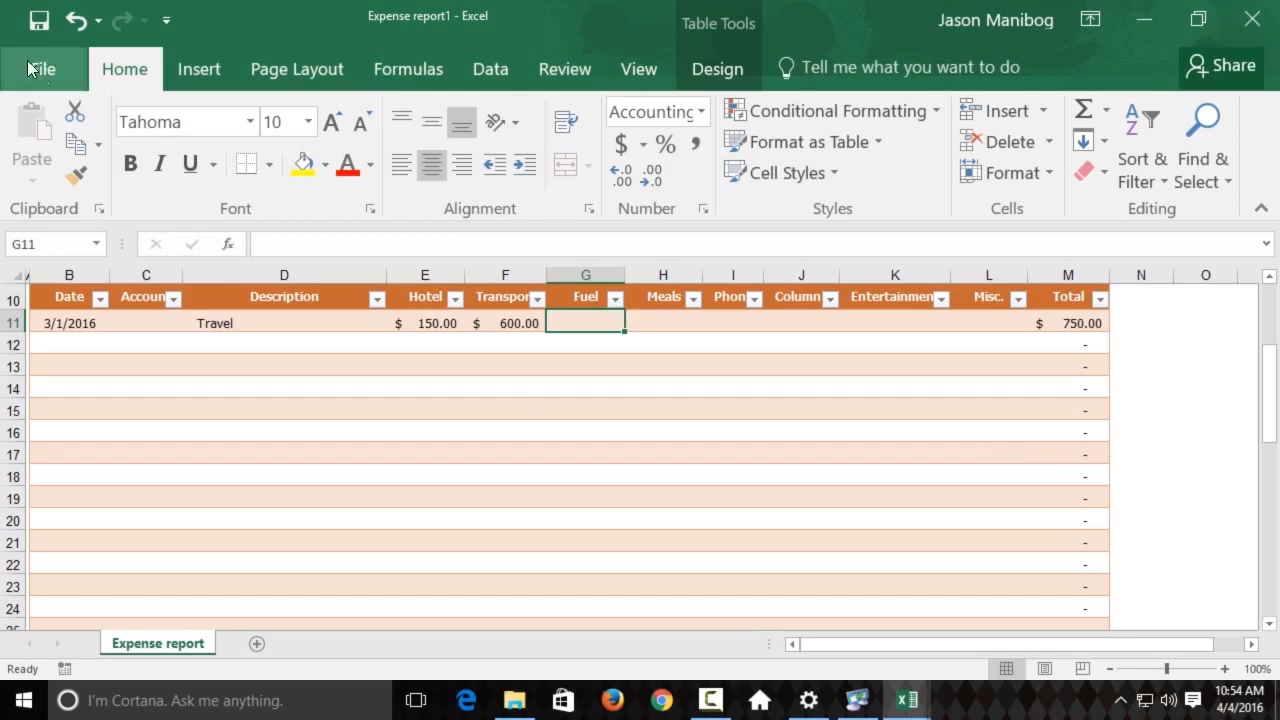 Expense report1 - Excel
Table Tools
Jason Manibog
File
Home
Insert
Page Layout
Formulas
Data
Review
View
Design
Tell me what you want to do
Share
Paste
Clipboard
Tahoma
10
B I U
A
Font
Alignment
Accounting
$ % ,
.0 .00
.00 .0
Number
Conditional Formatting
Format as Table
Cell Styles
Styles
Insert
Delete
Format
Cells
Σ
A
Z
Sort & Filter
Find & Select
Editing
G11
fx
B C D E F G H I J K L M N O
10 Date Accoun Description Hotel Transpor Fuel Meals Phon Column Entertainmen Misc. Total
11 3/1/2016 Travel $ 150.00 $ 600.00 $ 750.00
12 -
13 -
14 -
15 -
16 -
17 -
18 -
19 -
20 -
21 -
22 -
23 -
24 -
Expense report
Ready
100%
I'm Cortana. Ask me anything.
10:54 AM
4/4/2016